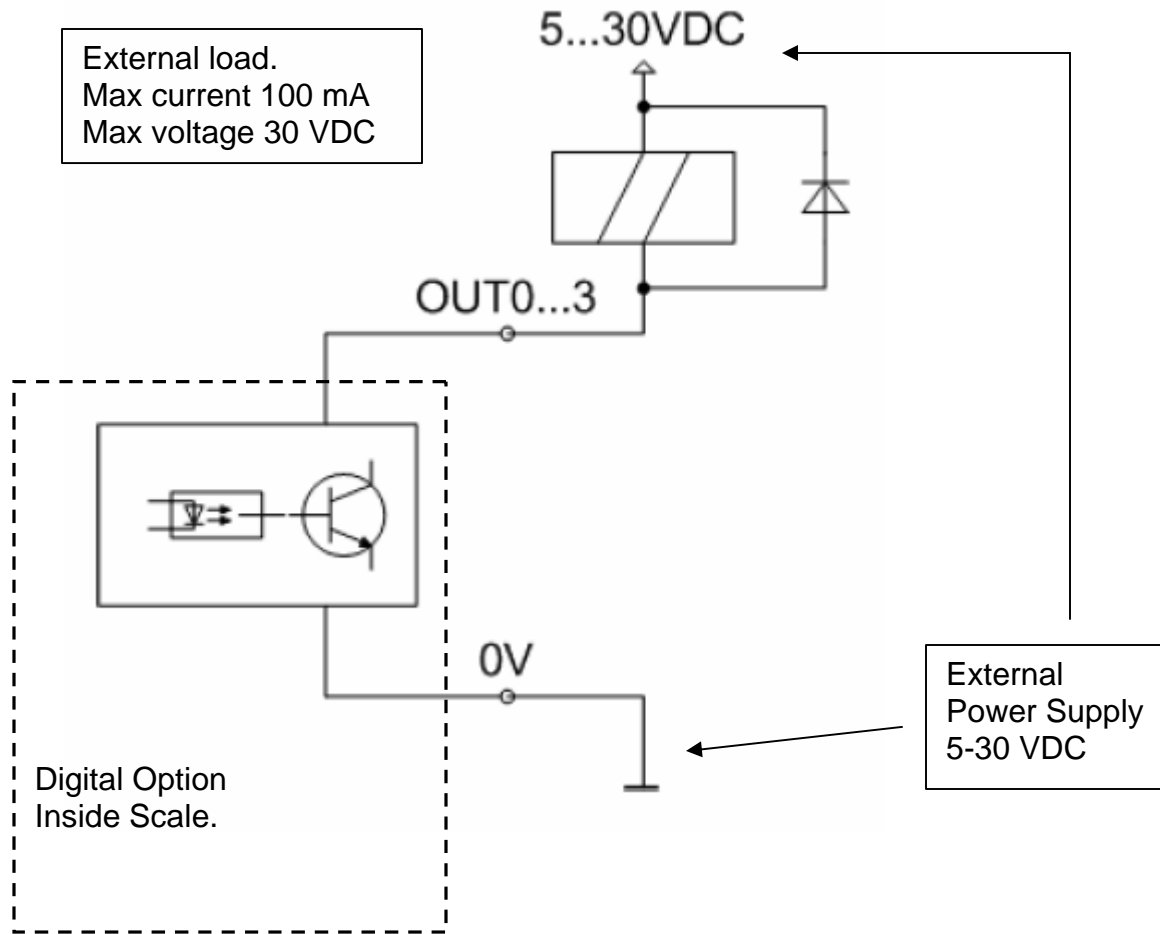 5...30VDC
External load.
Max current 100 mA
Max voltage 30 VDC
OUT0...3
0V
External
Power Supply
5-30 VDC
Digital Option
Inside Scale.